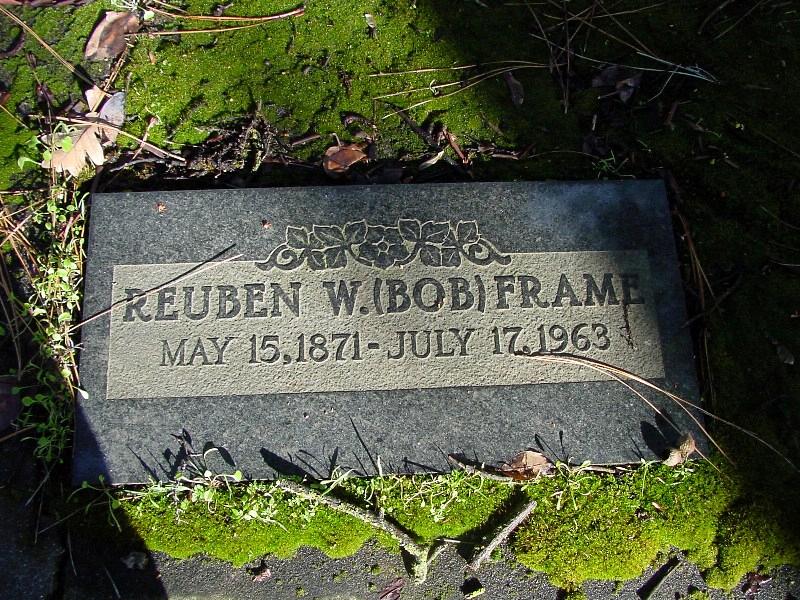 REUBEN W. (BOB) FRAME
MAY 15, 1871 - JULY 17, 1963